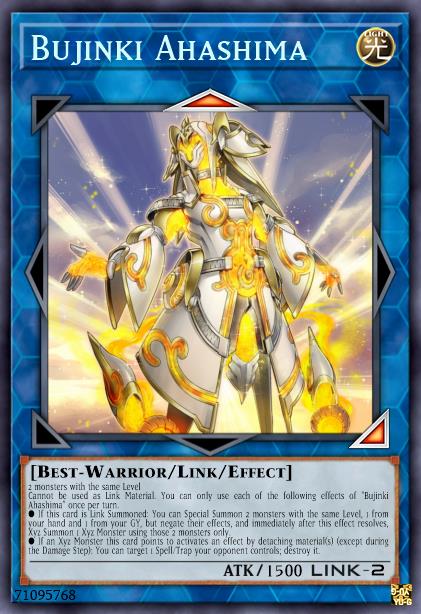 BUJINKI AHASHIMA
LIGHT
光
[BEST-WARRIOR/LINK/EFFECT]
2 monsters with the same Level
Cannot be used as Link Material. You can only use each of the following effects of "Bujinki
Ahashima" once per turn.
● If this card is Link Summoned: You can Special Summon 2 monsters with the same Level, 1 from
your hand and 1 from your GY, but negate their effects, and immediately after this effect resolves,
Xyz Summon 1 Xyz Monster using those 2 monsters only.
● If an Xyz Monster this card points to activates an effect by detaching material(s) (except during
the Damage Step): You can target 1 Spell/Trap your opponent controls; destroy it.
ATK/1500 LINK-2
71095768